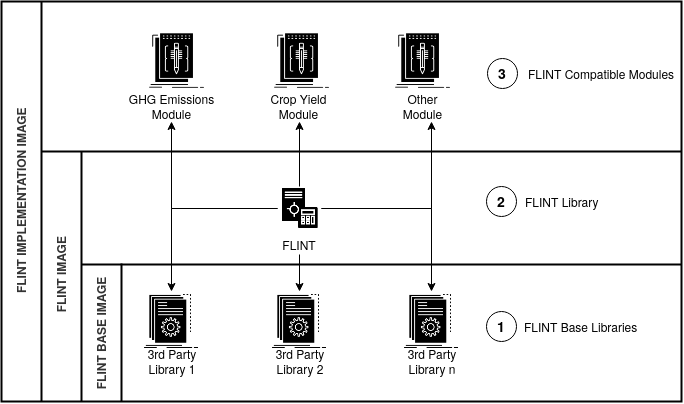 FLINT IMPLEMENTATION IMAGE
GHG Emissions
Module
Crop Yield
Module
Other
Module
3
FLINT Compatible Modules
FLINT IMAGE
FLINT
2
FLINT Library
FLINT BASE IMAGE
3rd Party
Library 1
3rd Party
Library 2
3rd Party
Library n
1
FLINT Base Libraries